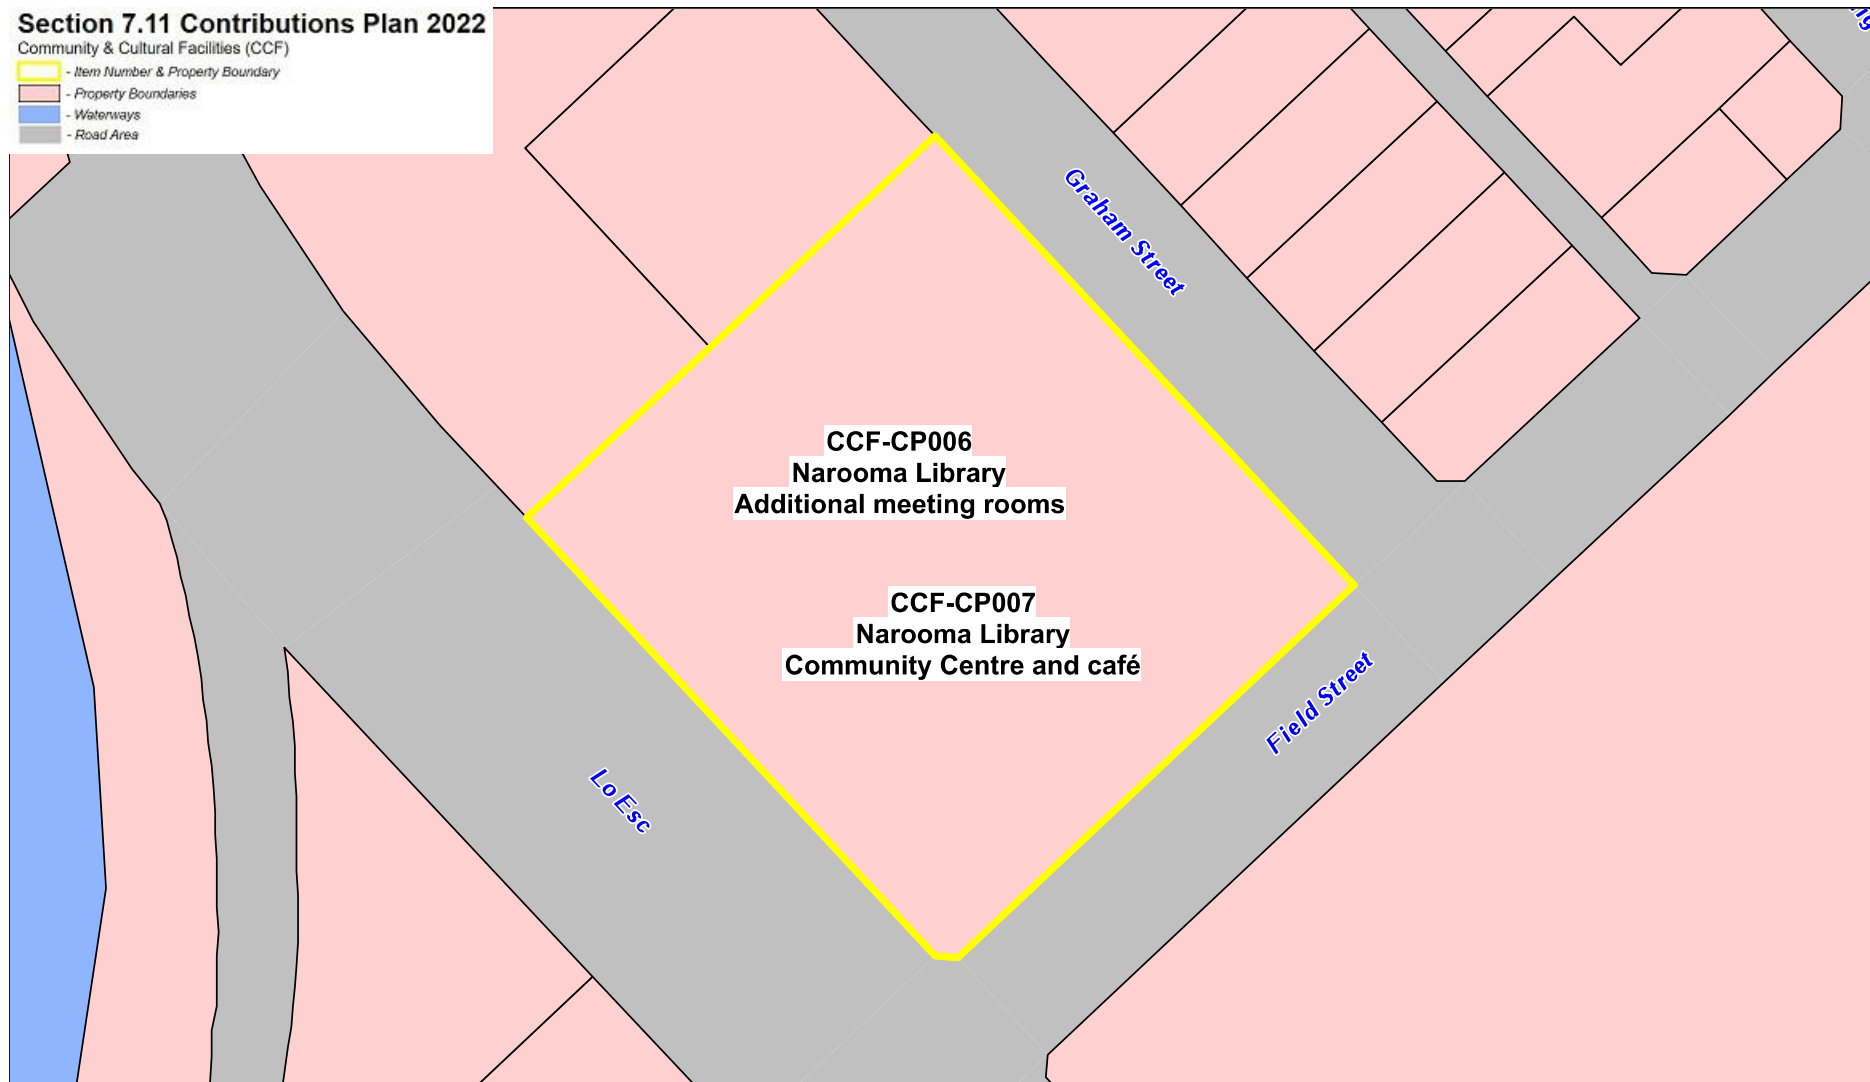 Section 7.11 Contributions Plan 2022
Community & Cultural Facilities (CCF)
- Item Number & Property Boundary
- Property Boundaries
- Waterways
- Road Area
Graham Street
CCF-CP006
Narooma Library
Additional meeting rooms
CCF-CP007
Narooma Library
Community Centre and café
Field Street
Lo Esc